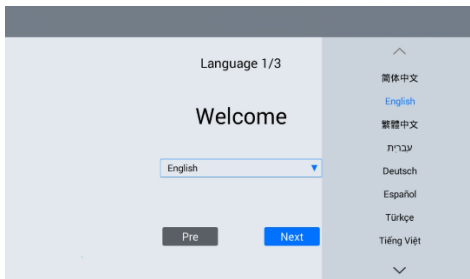 Language 1/3
Welcome
English
Pre
Next
简体中文
English
繁體中文
עברית
Deutsch
Español
Türkçe
Tiếng Việt